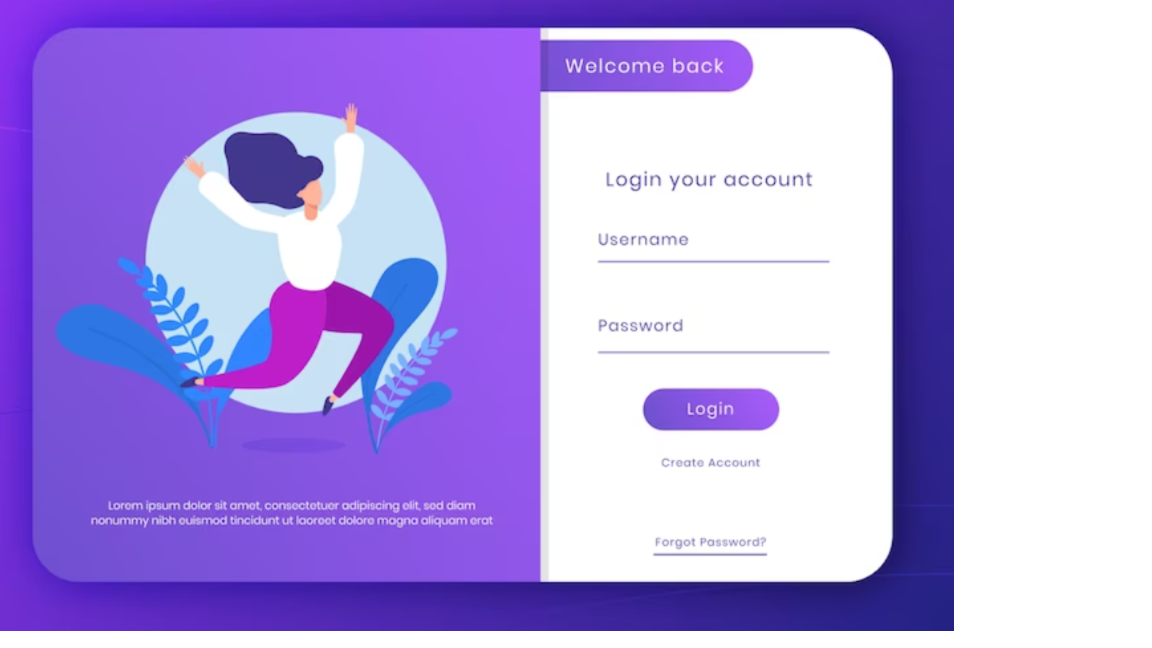 Welcome back
Login your account
Username
Password
Login
Create Account
Forgot Password?
Lorem ipsum dolor sit amet, consectetuer adipiscing elit, sed diam
nonummy nibh euismod tincidunt ut laoreet dolore magna aliquam erat